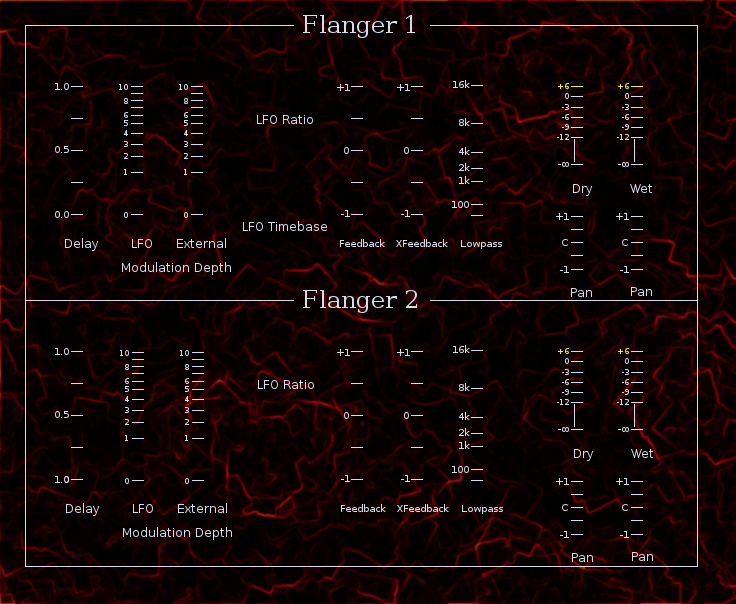 Flanger 1
1.0 10 10 +1 +1 16k +6 +6
8 8 0 0
6 6 LFO Ratio -3 -3
5 5 8k -6 -6
4 4 -9 -9
3 3 -12 -12
0.5 2 2 0 0 4k
1 1 2k -∞ -∞
1k
Dry Wet
100
0.0 0 0 -1 -1 +1 +1
LFO Timebase
Delay LFO External Feedback XFeedback Lowpass C C
Modulation Depth -1 -1
Pan Pan
Flanger 2
1.0 10 10 +1 +1 16k +6 +6
8 8 0 0
6 6 LFO Ratio -3 -3
5 5 8k -6 -6
4 4 -9 -9
3 3 -12 -12
0.5 2 2 0 0 4k
1 1 2k -∞ -∞
1k
Dry Wet
100
1.0 0 0 -1 -1 +1 +1
Delay LFO External Feedback XFeedback Lowpass C C
Modulation Depth -1 -1
Pan Pan